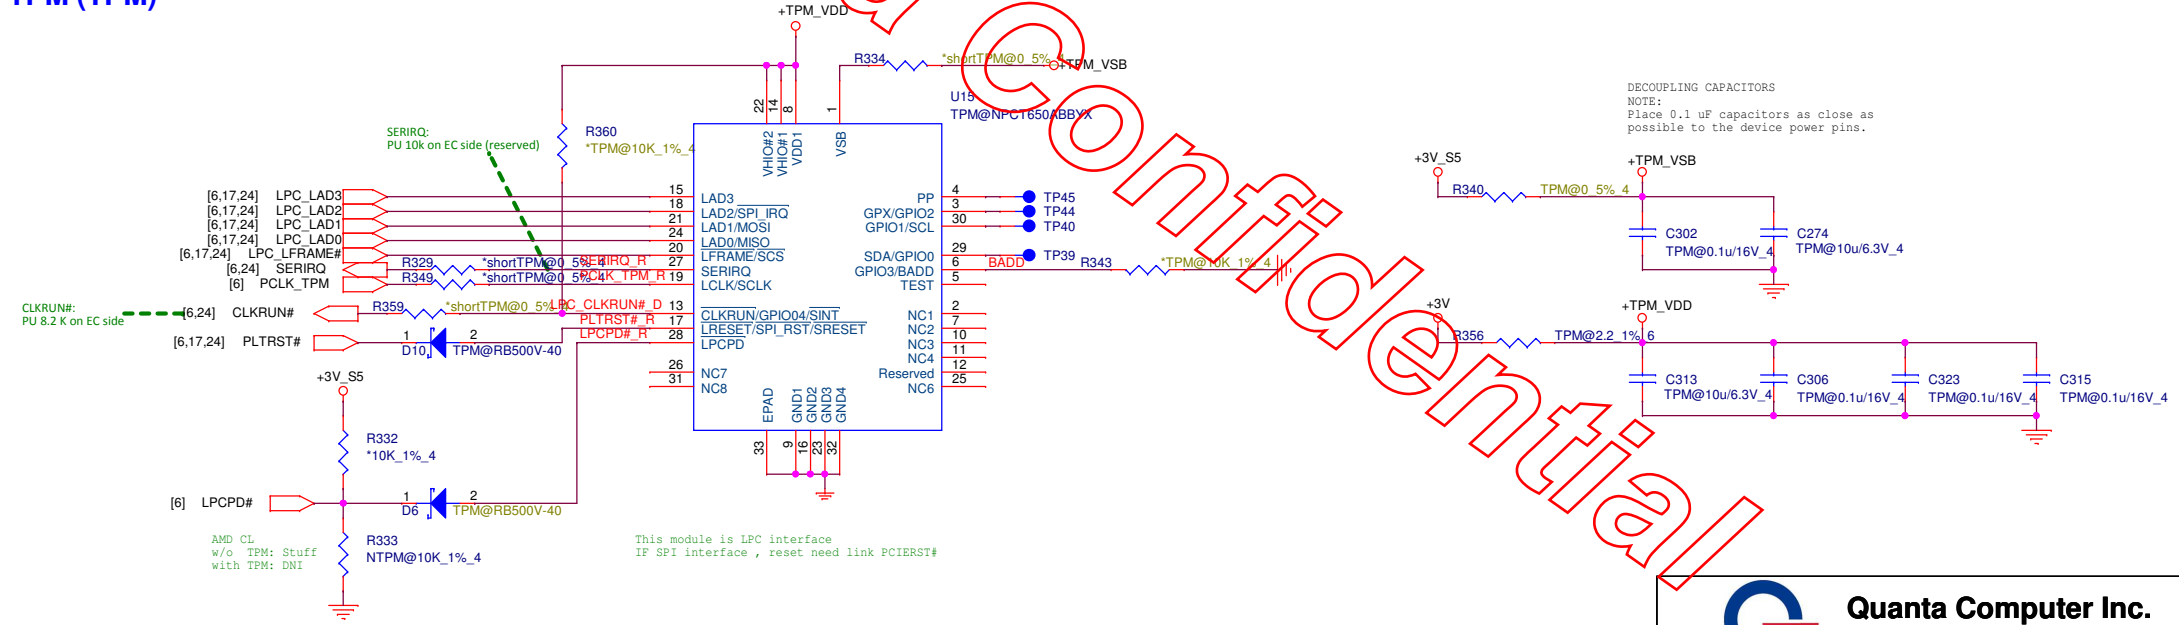 TPM (TPM)
+TPM_VDD
R334
*shortTPM@0_5%_4
+TPM_VSB
U15
TPM@NPCT650ABBYX
22
14
8
1
VHIO#2
VHIO#1
VDD1
VSB
SERIRQ:
PU 10k on EC side (reserved)
R360
*TPM@10K_1%_4
[6,17,24] LPC_LAD3
[6,17,24] LPC_LAD2
[6,17,24] LPC_LAD1
[6,17,24] LPC_LAD0
[6,17,24] LPC_LFRAME#
[6,24] SERIRQ
[6] PCLK_TPM
R329 *shortTPM@0_5%_4 SERIRQ_R
R349 *shortTPM@0_5%_4 PCLK_TPM_R
CLKRUN#:
PU 8.2 K on EC side
[6,24] CLKRUN#
R359 *shortTPM@0_5% LPC_CLKRUN#_D
PLTRST#_R
LPCPD#_R
[6,17,24] PLTRST#
1 2
D10 TPM@RB500V-40
15 LAD3
18 LAD2/SPI_IRQ
21 LAD1/MOSI
24 LAD0/MISO
20 LFRAME/SCS
27 SERIRQ
19 LCLK/SCLK
13 CLKRUN/GPIO04/SINT
17 LRESET/SPI_RST/SRESET
28 LPCPD
26 NC7
31 NC8
PP 4 TP45
GPX/GPIO2 3 TP44
GPIO1/SCL 30 TP40
SDA/GPIO0 29 TP39
GPIO3/BADD 6 BADD R343 *TPM@10K_1%_4
TEST 5
NC1 2
NC2 7
NC3 10
NC4 11
Reserved 12
NC6 25
EPAD
GND1
GND2
GND3
GND4
33
9
16
23
32
+3V_S5
R332
*10K_1%_4
[6] LPCPD#
1 2
D6 TPM@RB500V-40
R333
NTPM@10K_1%_4
AMD CL
w/o TPM: Stuff
with TPM: DNI
This module is LPC interface
IF SPI interface , reset need link PCIERST#
DECOUPLING CAPACITORS
NOTE:
Place 0.1 uF capacitors as close as
possible to the device power pins.
+3V_S5
+TPM_VSB
R340 TPM@0_5%_4
C302
TPM@0.1u/16V_4
C274
TPM@10u/6.3V_4
+3V
+TPM_VDD
R356 TPM@2.2_1%_6
C313
TPM@10u/6.3V_4
C306
TPM@0.1u/16V_4
C323
TPM@0.1u/16V_4
C315
TPM@0.1u/16V_4
a Confidential
Quanta Computer Inc.